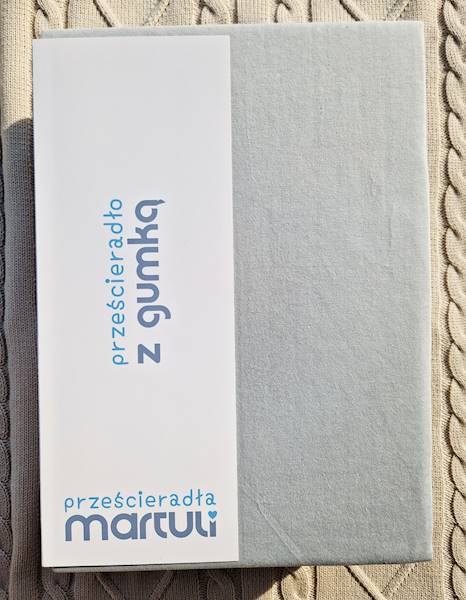 prześcieradło
z gumką
prześcieradła
martuli